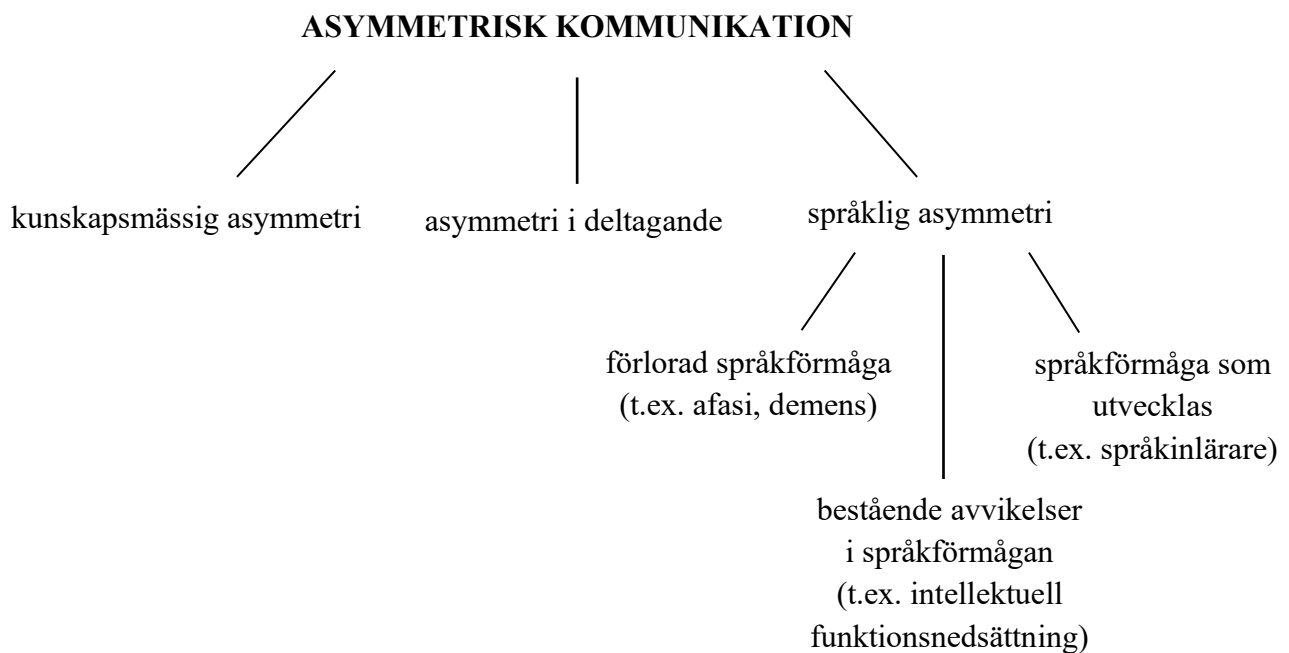 ASYMMETRISK KOMMUNIKATION
kunskapsmässig asymmetri
asymmetri i deltagande
språklig asymmetri
förlorad språkförmåga
(t.ex. afasi, demens)
bestående avvikelser
i språkförmågan
(t.ex. intellektuell
funktionsnedsättning)
språkförmåga som
utvecklas
(t.ex. språkinlärare)